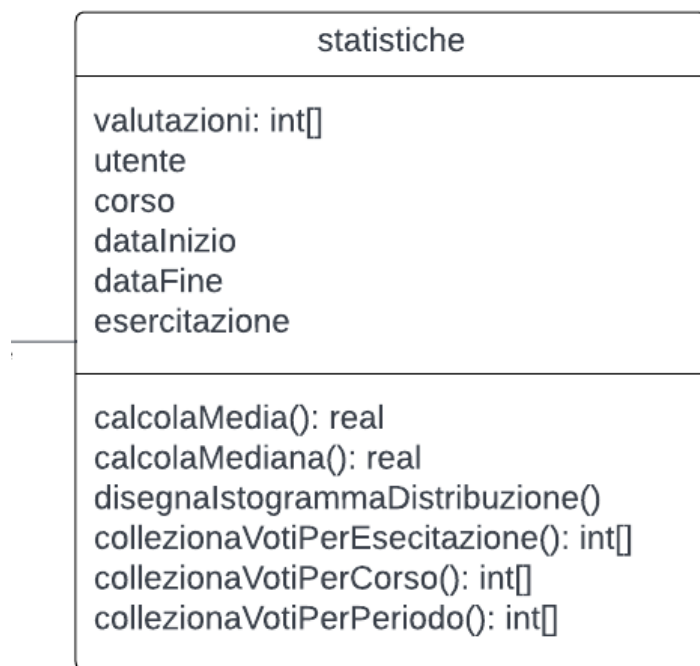 statistiche
valutazioni: int[]
utente
corso
dataInizio
dataFine
esercitazione
calcolaMedia(): real
calcolaMediana(): real
disegnaIstogrammaDistribuzione()
collezionaVotiPerEsecitazione(): int[]
collezionaVotiPerCorso(): int[]
collezionaVotiPerPeriodo(): int[]